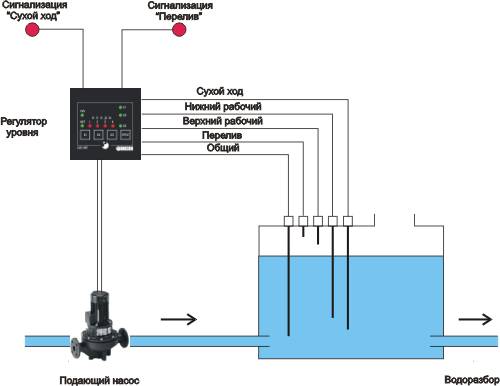 Сигнализация
"Сухой ход"
Сигнализация
"Перелив"
Регулятор
уровня
Сухой ход
Нижний рабочий
Верхний рабочий
Перелив
Общий
Подающий насос
Водоразбор